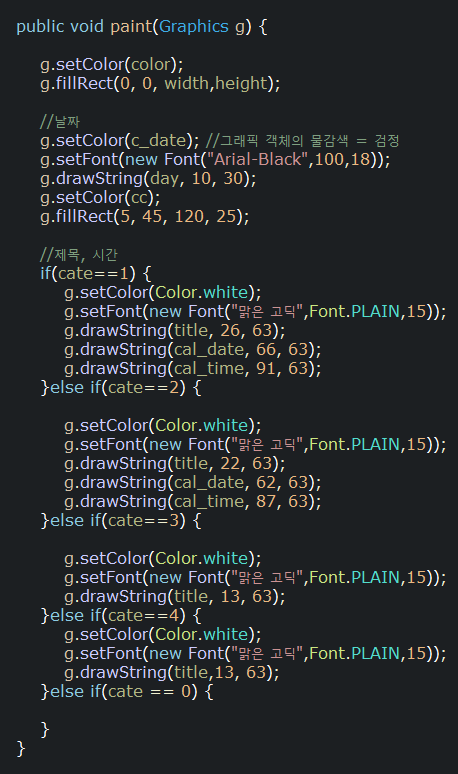 public void paint(Graphics g) {
g.setColor(color);
g.fillRect(0, 0, width,height);
//날짜
g.setColor(c_date); //그래픽 객체의 물감색 = 검정
g.setFont(new Font("Arial-Black",100,18));
g.drawString(day, 10, 30);
g.setColor(cc);
g.fillRect(5, 45, 120, 25);
//제목, 시간
if(cate==1) {
g.setColor(Color.white);
g.setFont(new Font("맑은 고딕",Font.PLAIN,15));
g.drawString(title, 26, 63);
g.drawString(cal_date, 66, 63);
g.drawString(cal_time, 91, 63);
}else if(cate==2) {
g.setColor(Color.white);
g.setFont(new Font("맑은 고딕",Font.PLAIN,15));
g.drawString(title, 22, 63);
g.drawString(cal_date, 62, 63);
g.drawString(cal_time, 87, 63);
}else if(cate==3) {
g.setColor(Color.white);
g.setFont(new Font("맑은 고딕",Font.PLAIN,15));
g.drawString(title, 13, 63);
}else if(cate==4) {
g.setColor(Color.white);
g.setFont(new Font("맑은 고딕",Font.PLAIN,15));
g.drawString(title,13, 63);
}else if(cate == 0) {
}
}